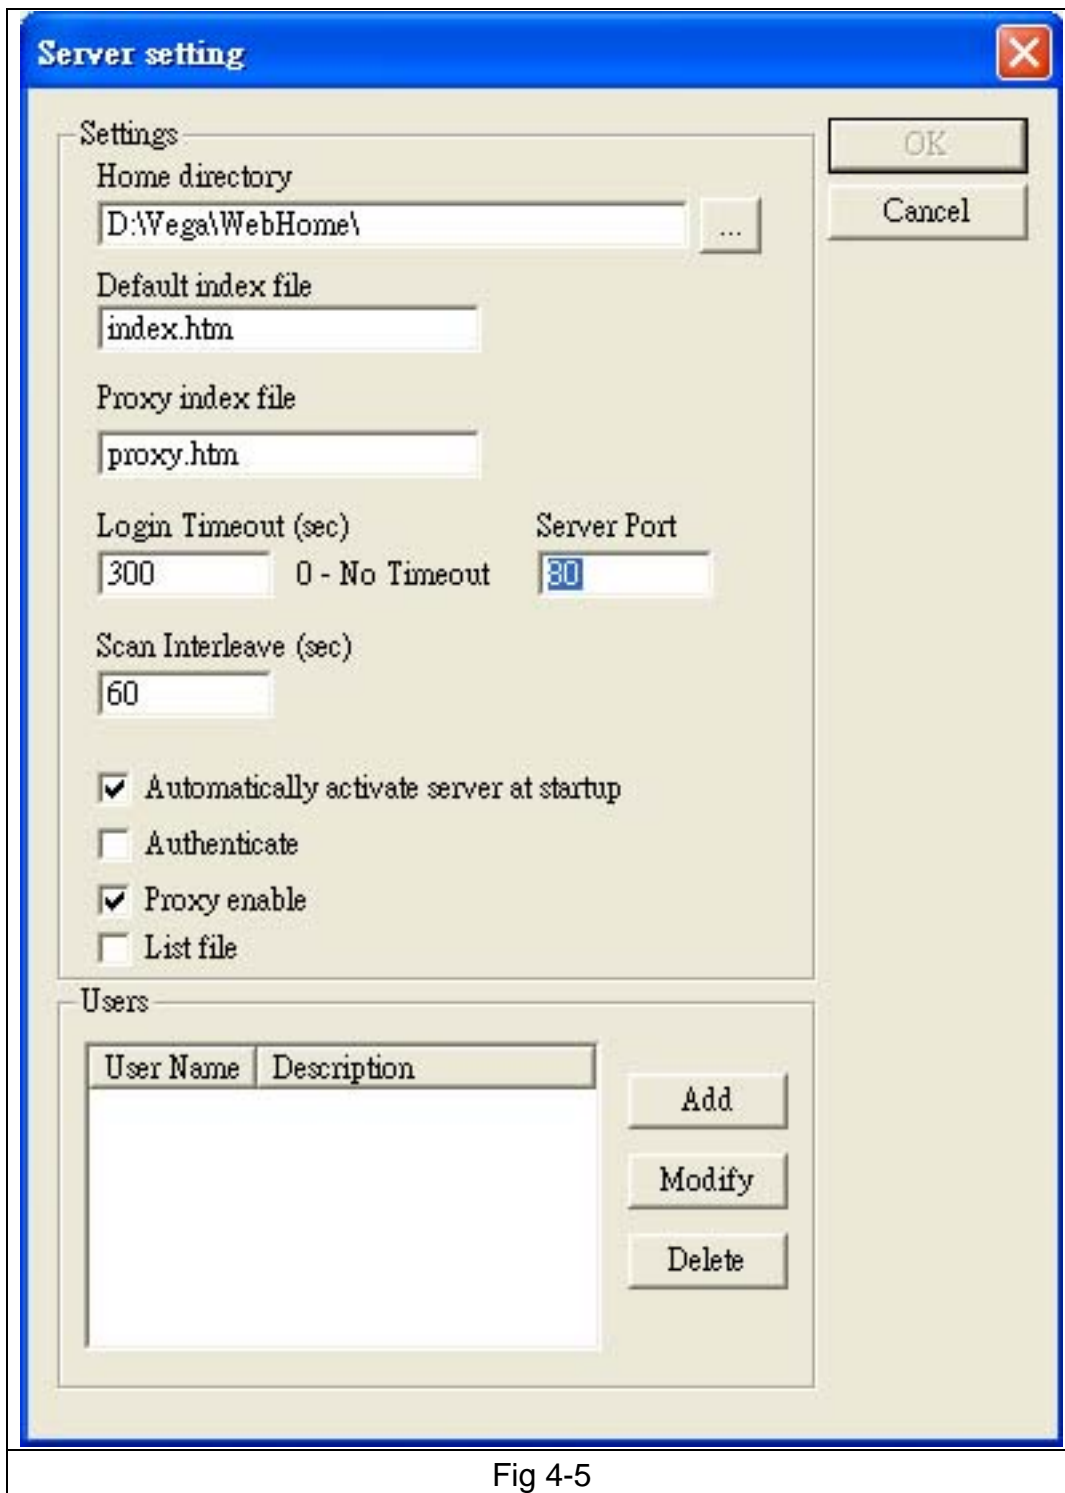 Server setting
Settings
OK
Home directory
Cancel
D:\Vega\WebHome\
...
Default index file
index.htm
Proxy index file
proxy.htm
Login Timeout (sec)
Server Port
300
0 - No Timeout
80
Scan Interleave (sec)
60
Automatically activate server at startup
Authenticate
Proxy enable
List file
Users
User Name
Description
Add
Modify
Delete
Fig 4-5